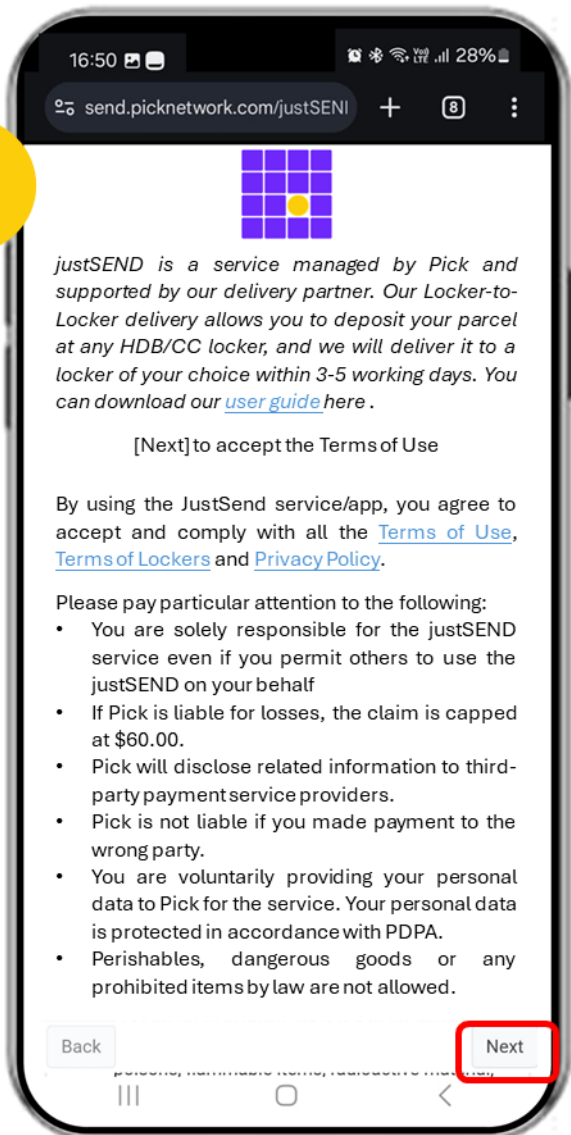 16:50
28%
send.picknetwork.com/justSENI
8
justSEND is a service managed by Pick and
supported by our delivery partner. Our Locker-to-
Locker delivery allows you to deposit your parcel
at any HDB/CC locker, and we will deliver it to a
locker of your choice within 3-5 working days. You
can download our user guide here .
[Next] to accept the Terms of Use
By using the JustSend service/app, you agree to
accept and comply with all the Terms of Use,
Terms of Lockers and Privacy Policy.
Please pay particular attention to the following:
• You are solely responsible for the justSEND
service even if you permit others to use the
justSEND on your behalf
• If Pick is liable for losses, the claim is capped
at $60.00.
• Pick will disclose related information to third-
party payment service providers.
• Pick is not liable if you made payment to the
wrong party.
• You are voluntarily providing your personal
data to Pick for the service. Your personal data
is protected in accordance with PDPA.
• Perishables, dangerous goods or any
prohibited items by law are not allowed.
Back
Next